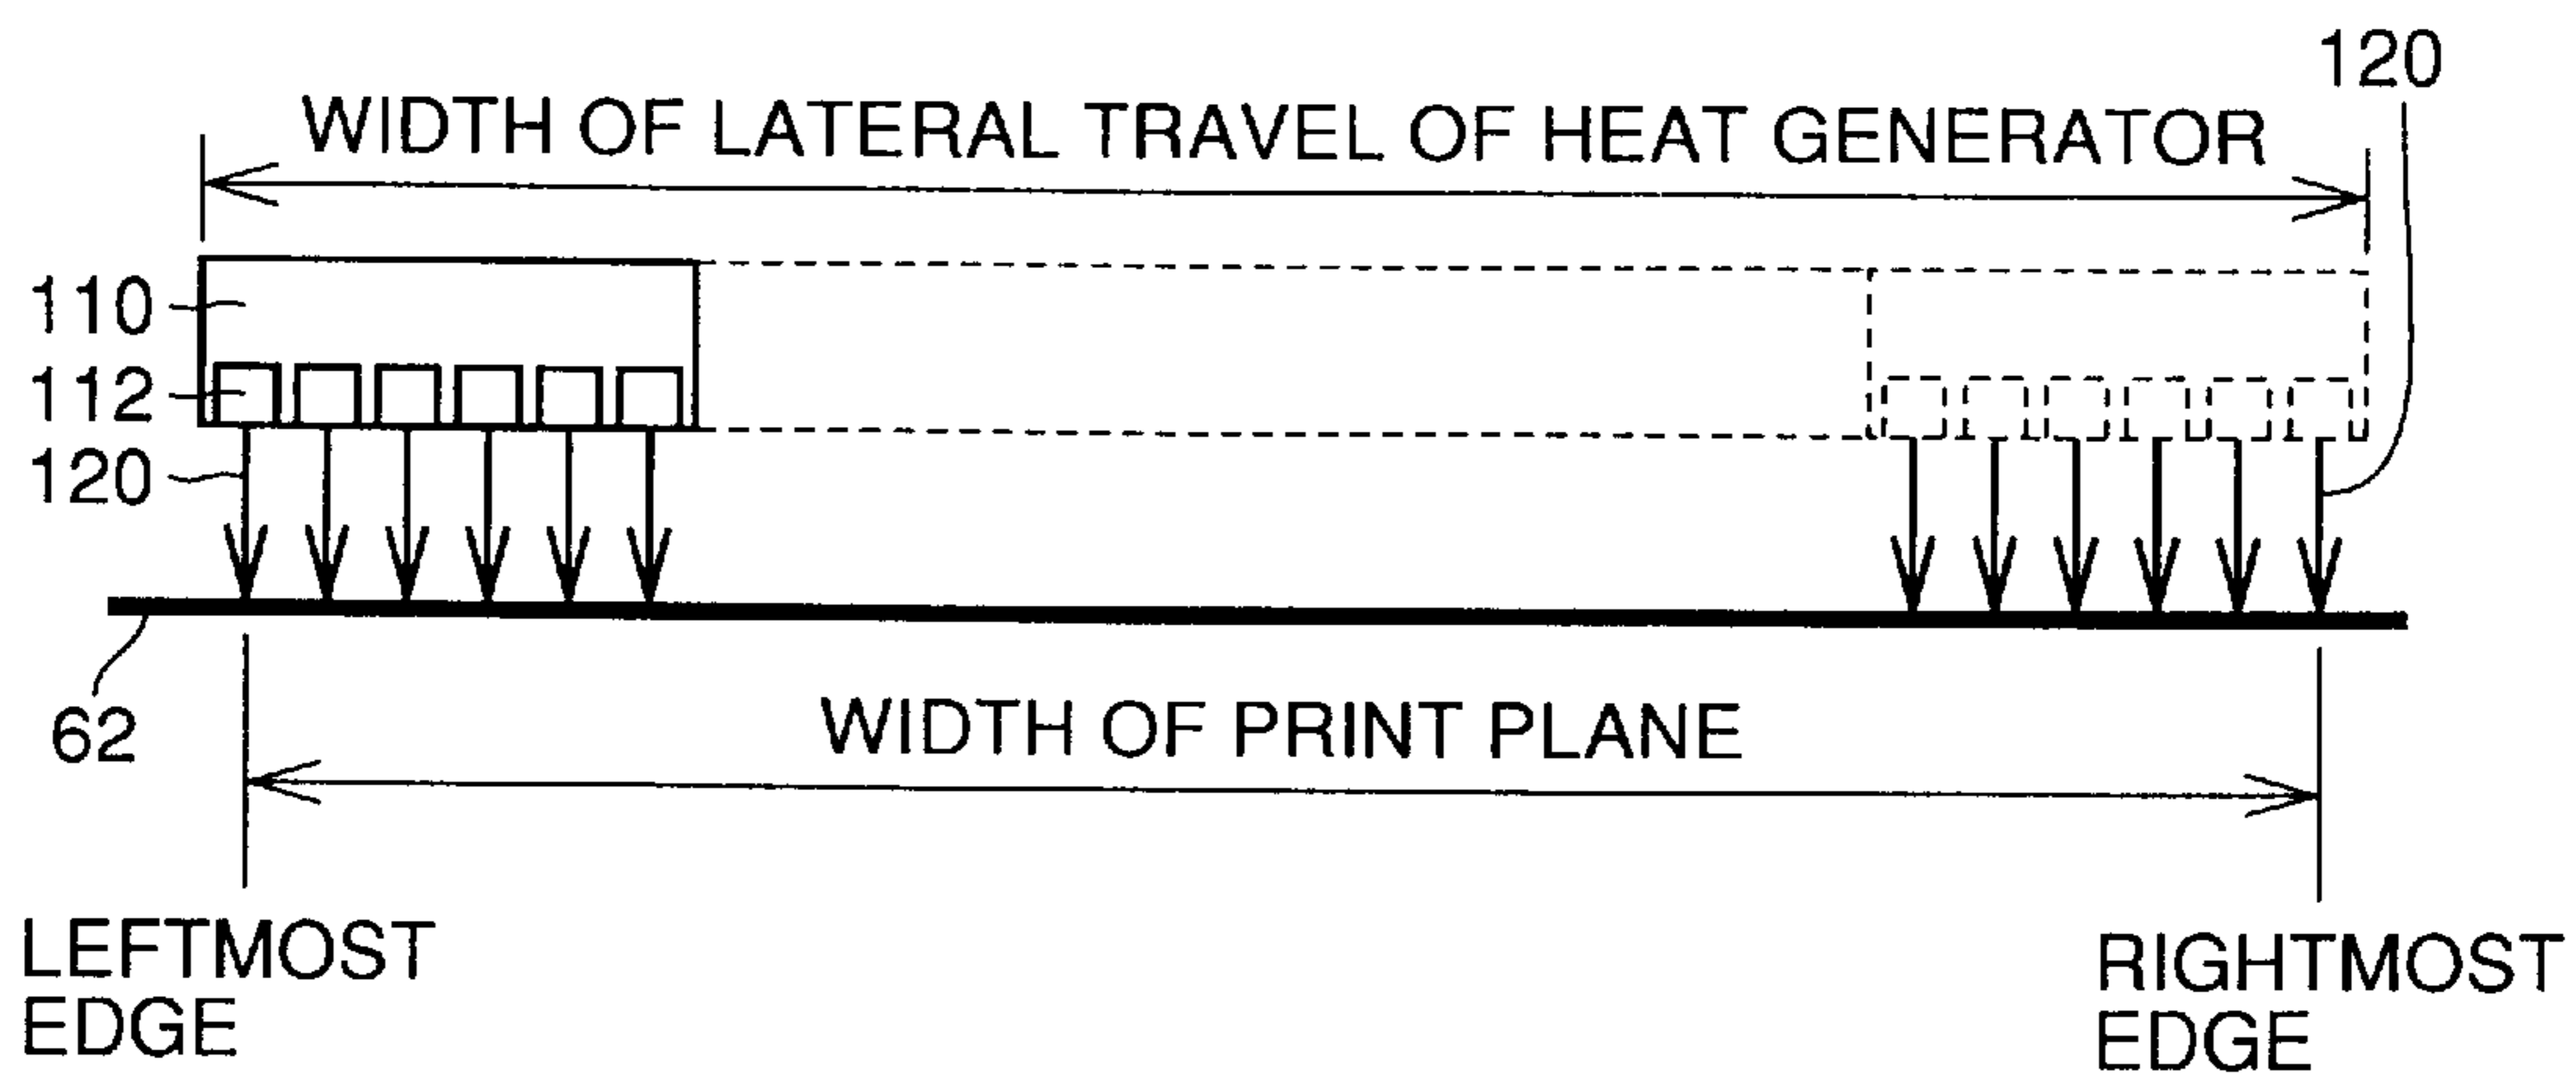 120
WIDTH OF LATERAL TRAVEL OF HEAT GENERATOR
110
112
120
62
WIDTH OF PRINT PLANE
LEFTMOST
EDGE
RIGHTMOST
EDGE